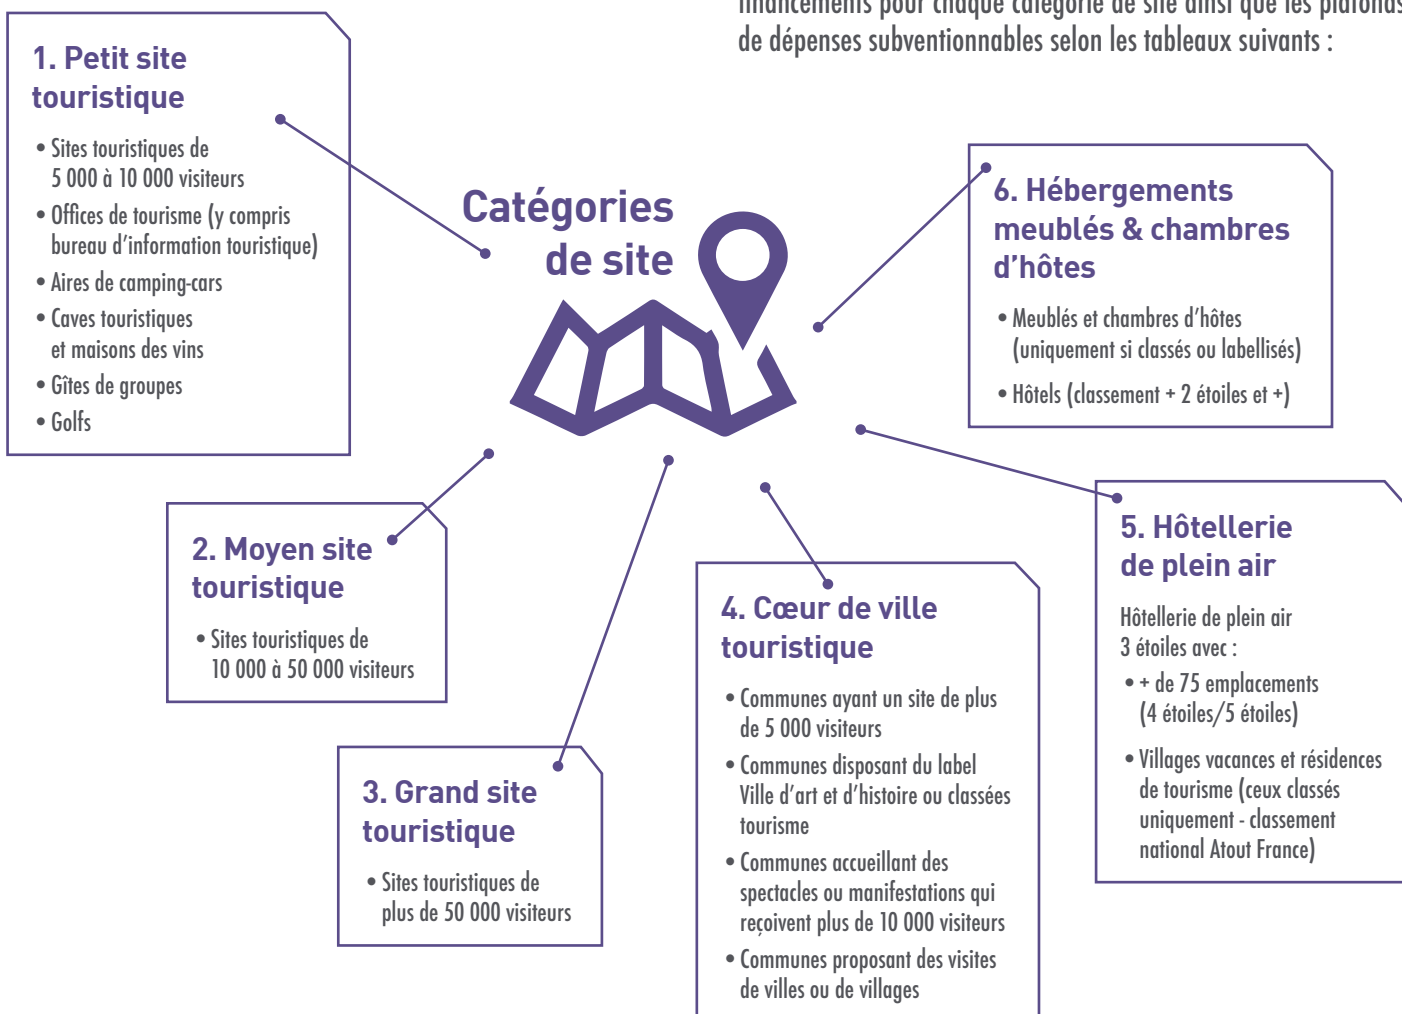 financements pour chaque catégorie de site ainsi que les plafonds
de dépenses subventionnables selon les tableaux suivants :
Catégories
de site
1. Petit site
touristique
• Sites touristiques de
5 000 à 10 000 visiteurs
• Offices de tourisme (y compris
bureau d'information touristique)
• Aires de camping-cars
• Caves touristiques
et maisons des vins
• Gîtes de groupes
• Golfs
2. Moyen site
touristique
• Sites touristiques de
10 000 à 50 000 visiteurs
3. Grand site
touristique
• Sites touristiques de
plus de 50 000 visiteurs
4. Cœur de ville
touristique
• Communes ayant un site de plus
de 5 000 visiteurs
• Communes disposant du label
Ville d'art et d'histoire ou classées
tourisme
• Communes accueillant des
spectacles ou manifestations qui
reçoivent plus de 10 000 visiteurs
• Communes proposant des visites
de villes ou de villages
5. Hôtellerie
de plein air
Hôtellerie de plein air
3 étoiles avec :
• + de 75 emplacements
(4 étoiles/5 étoiles)
• Villages vacances et résidences
de tourisme (ceux classés
uniquement - classement
national Atout France)
6. Hébergements
meublés & chambres
d'hôtes
• Meublés et chambres d'hôtes
(uniquement si classés ou labellisés)
• Hôtels (classement + 2 étoiles et +)